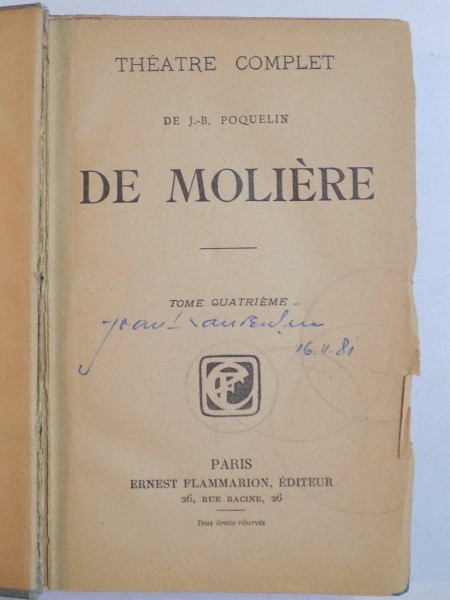 THÉATRE COMPLET
DE J.-B. POQUELIN
DE MOLIÈRE
TOME QUATRIÈME
16.11.81
PARIS
ERNEST FLAMMARION, ÉDITEUR
26, RUE RACINE, 26
Tous droits réservés